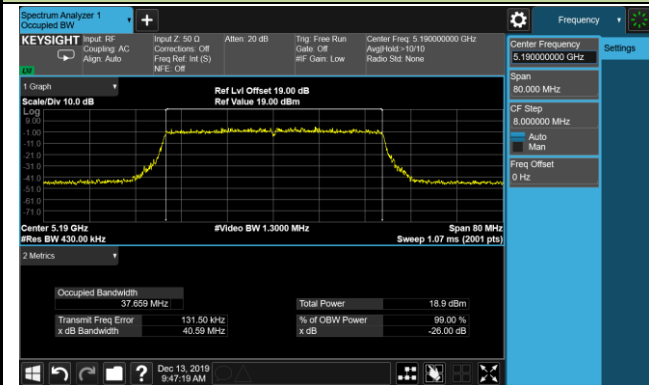 Spectrum Analyzer 1
Occupied BW
+
Frequency
KEYSIGHT
Input: RF
Coupling: AC
Align: Auto
Input Z: 50 Ω
Corrections: Off
Freq Ref: Int (S)
NFE: Off
Atten: 20 dB
Trig: Free Run
Gate: Off
#IF Gain: Low
Center Freq: 5.190000000 GHz
Avg|Hold:>10/10
Radio Std: None
Center Frequency
5.190000000 GHz
Settings
Span
80.000 MHz
CF Step
8.000000 MHz
Auto
Man
Freq Offset
0 Hz
1 Graph
Scale/Div 10.0 dB
Ref Lvl Offset 19.00 dB
Ref Value 19.00 dBm
Log
9.00
-1.00
-11.0
-21.0
-31.0
-41.0
-51.0
-61.0
-71.0
Center 5.19 GHz
#Res BW 430.00 kHz
#Video BW 1.3000 MHz
Span 80 MHz
Sweep 1.07 ms (2001 pts)
2 Metrics
Occupied Bandwidth
37.659 MHz
Total Power 18.9 dBm
Transmit Freq Error 131.50 kHz
% of OBW Power 99.00 %
x dB Bandwidth 40.59 MHz
x dB -26.00 dB
?
Dec 13, 2019
9:47:19 AM